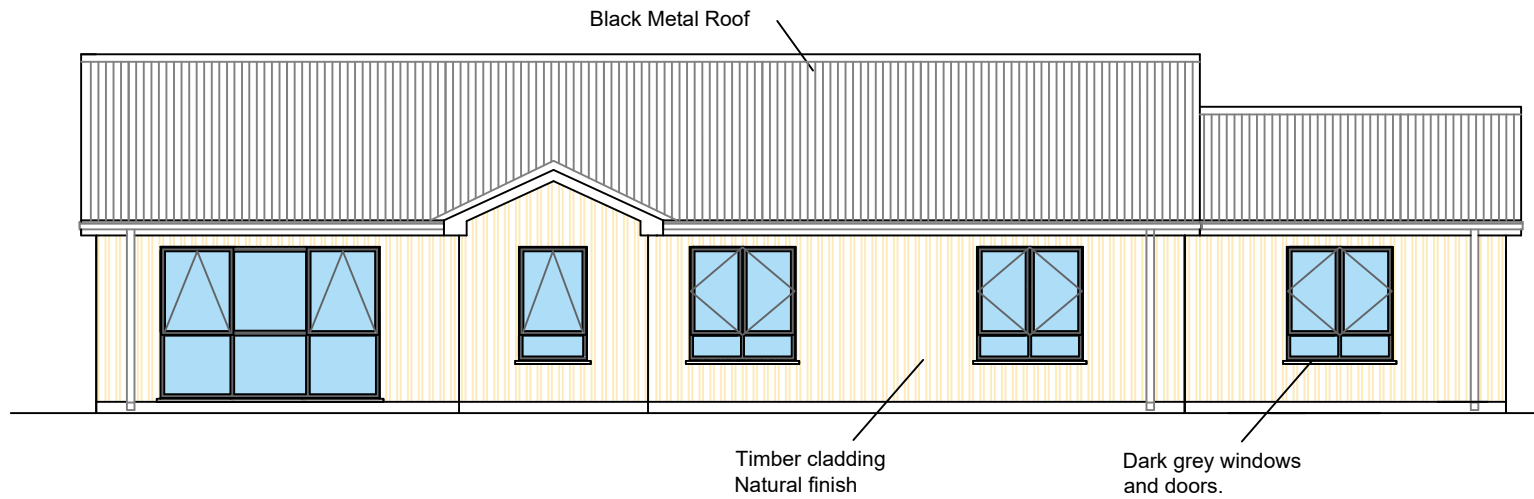 Black Metal Roof
Timber cladding
Natural finish
Dark grey windows
and doors.